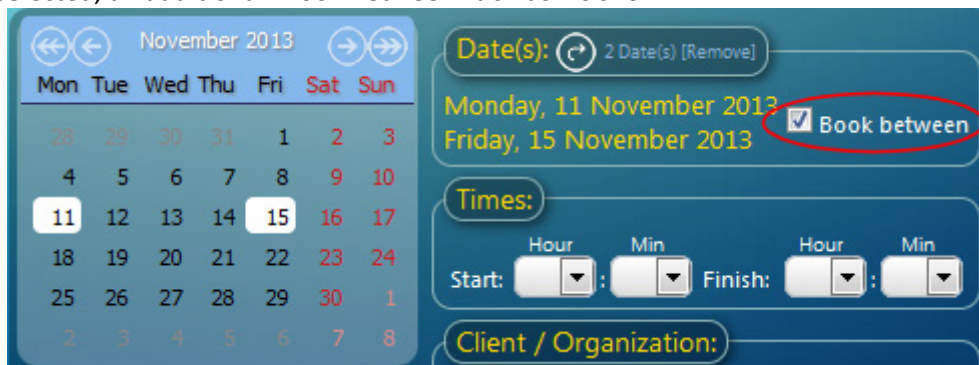 November 2013
Mon Tue Wed Thu Fri Sat Sun
28 29 30 31 1 2 3
4 5 6 7 8 9 10
11 12 13 14 15 16 17
18 19 20 21 22 23 24
25 26 27 28 29 30 1
2 3 4 5 6 7 8
Date(s): 2 Date(s) [Remove]
Monday, 11 November 2013
Friday, 15 November 2013
Book between
Times:
Hour Min Hour Min
Start: : Finish: :
Client / Organization: